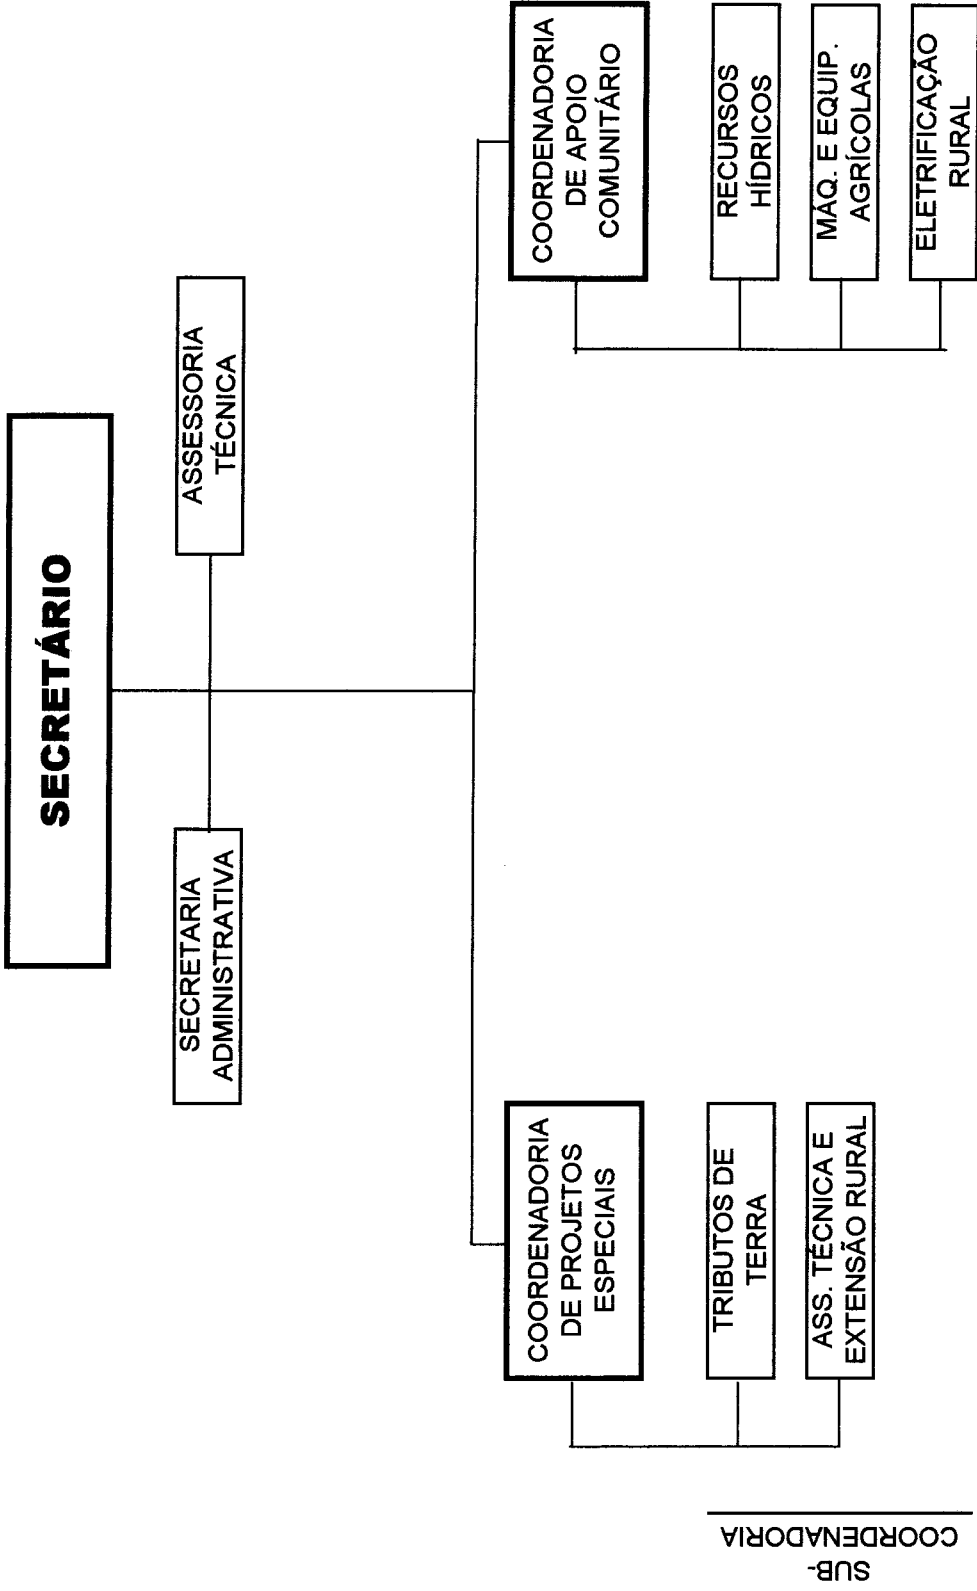 SECRETÁRIO
SECRETARIA
ADMINISTRATIVA
ASSESSORIA
TÉCNICA
COORDENADORIA
DE PROJETOS
ESPECIAIS
COORDENADORIA
DE APOIO
COMUNITÁRIO
SUB-
COORDENADORIA
TRIBUTOS DE
TERRA
ASS. TÉCNICA E
EXTENSÃO RURAL
RECURSOS
HÍDRICOS
MÁQ. E EQUIP.
AGRÍCOLAS
ELETRIFICAÇÃO
RURAL